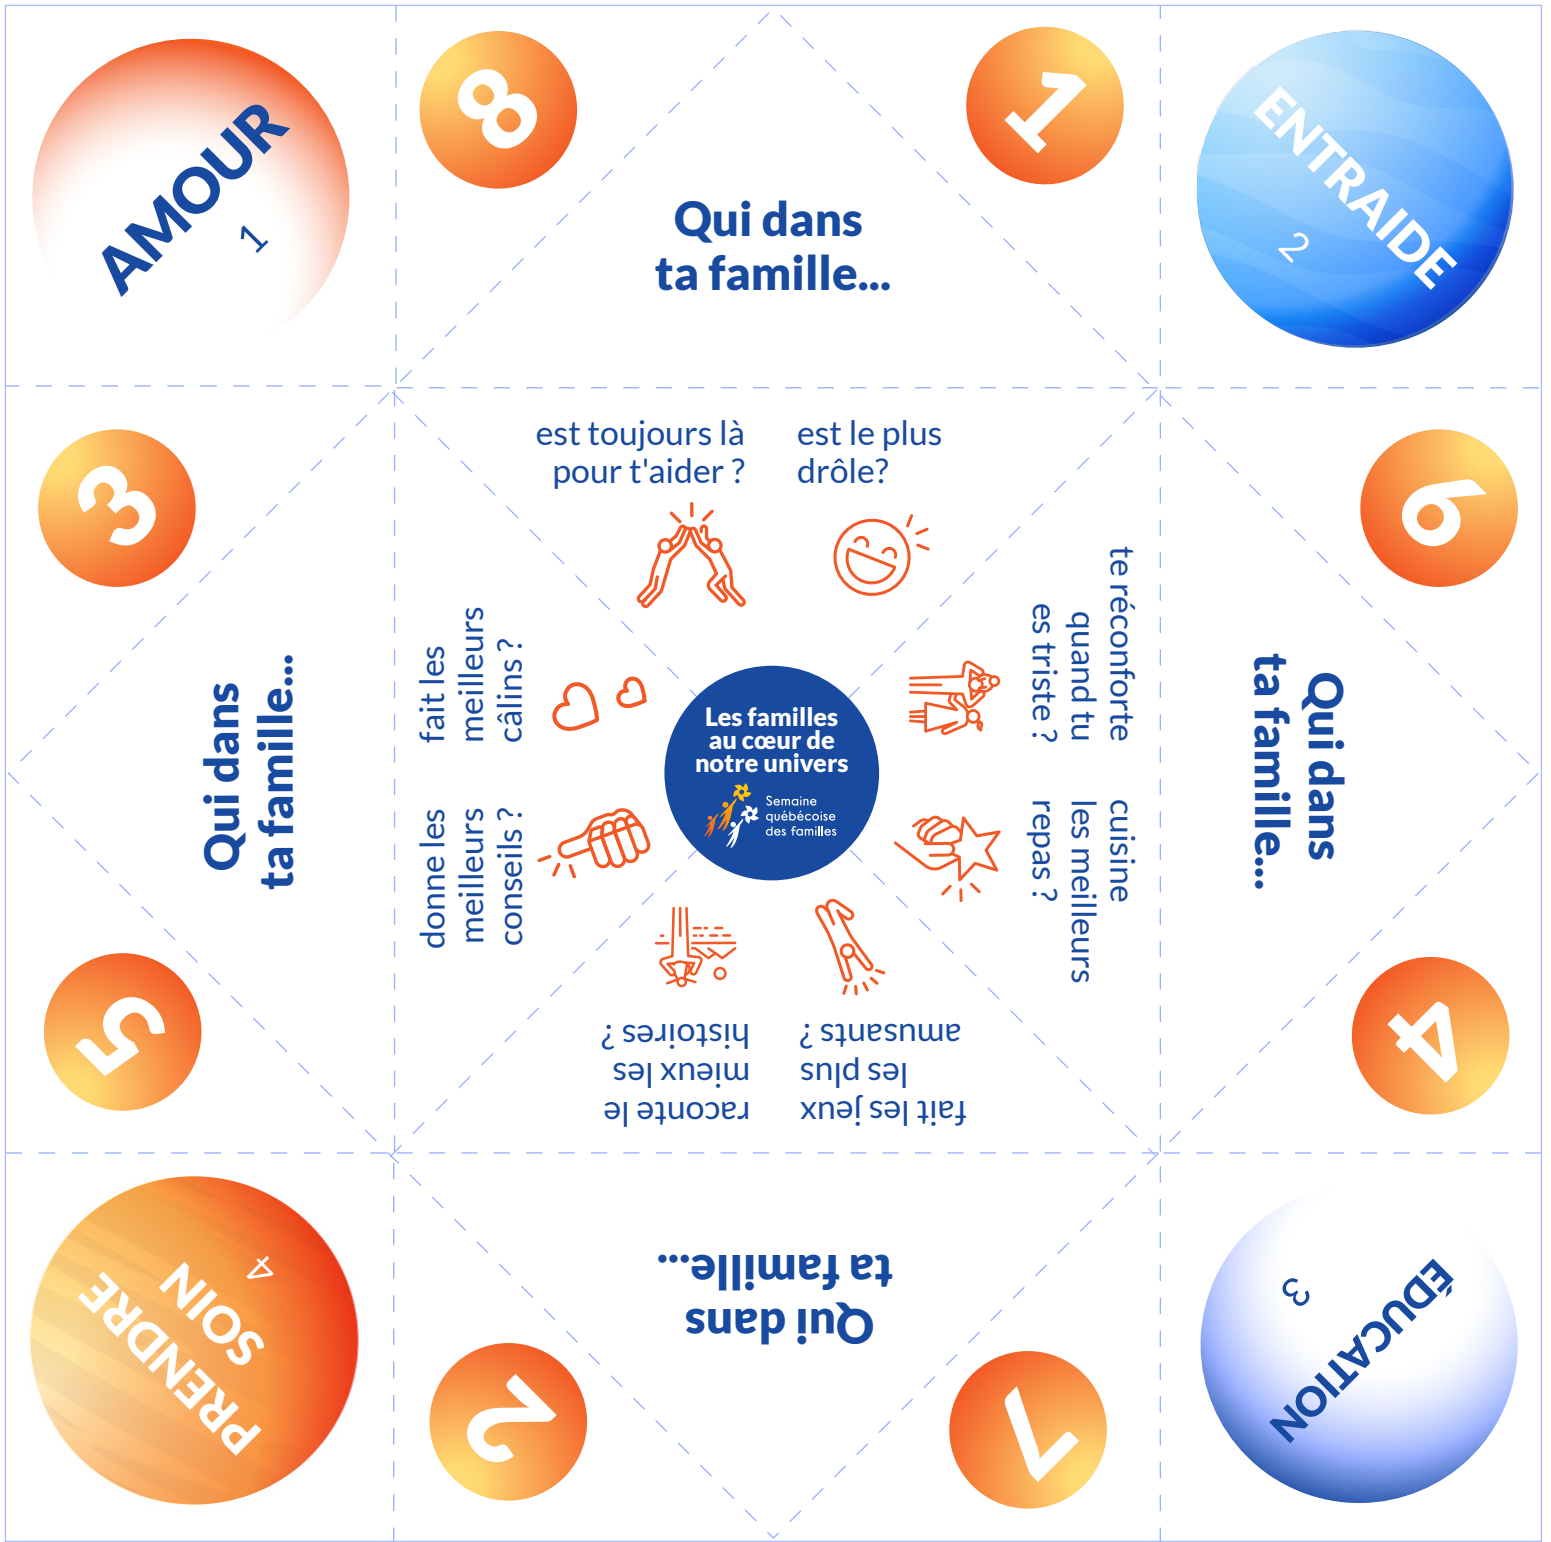 AMOUR
1
8
1
ENTRAIDE
2
Qui dans
ta famille...
3
6
est toujours là
pour t'aider ?
est le plus
drôle?
fait les
meilleurs
câlins ?
te réconforte
quand tu
es triste ?
Qui dans
ta famille...
Les familles
au cœur de
notre univers
Semaine
québécoise
des familles
Qui dans
ta famille...
donne les
meilleurs
conseils ?
cuisine
les meilleurs
repas ?
raconte le
mieux les
histoires ?
fait les jeux
les plus
amusants ?
5
4
Qui dans
ta famille...
PRENDRE
SOIN
4
2
7
ÉDUCATION
3